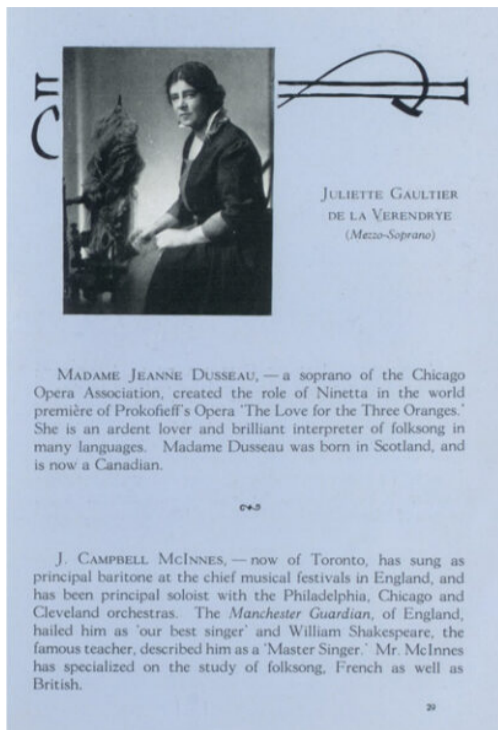 JULIETTE GAULTIER
DE LA VERENDRYE
(Mezzo-Soprano)
MADAME JEANNE DUSSEAU, — a soprano of the Chicago
Opera Association, created the role of Ninetta in the world
première of Prokofieff's Opera 'The Love for the Three Oranges.'
She is an ardent lover and brilliant interpreter of folksong in
many languages. Madame Dusseau was born in Scotland, and
is now a Canadian.
J. CAMPBELL MCINNES, — now of Toronto, has sung as
principal baritone at the chief musical festivals in England, and
has been principal soloist with the Philadelphia, Chicago and
Cleveland orchestras. The Manchester Guardian, of England,
hailed him as 'our best singer' and William Shakespeare, the
famous teacher, described him as a 'Master Singer.' Mr. McInnes
has specialized on the study of folksong, French as well as
British.
29